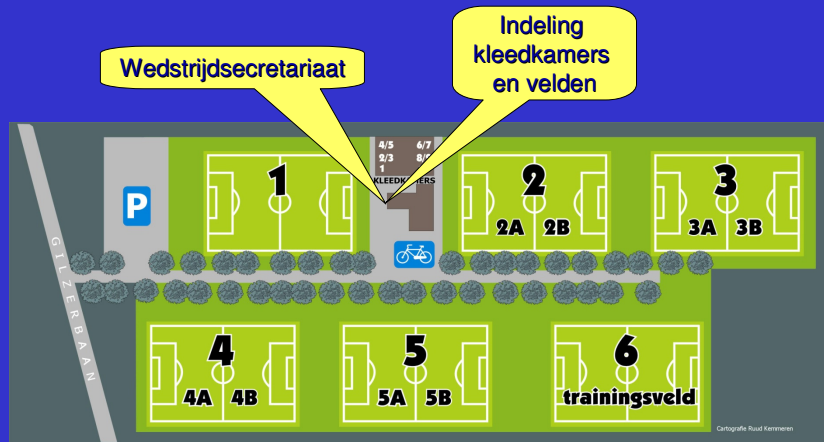 Wedstrijdsecretariaat
Indeling
kleedkamers
en velden
4/5 6/7
2/3
1
KLEEDKAMERS
P
1
2
2A 2B
3
3A 3B
GILZERBAAN
4
4A 4B
5
5A 5B
6
trainingsveld
Cartografie Ruud Kemmeren